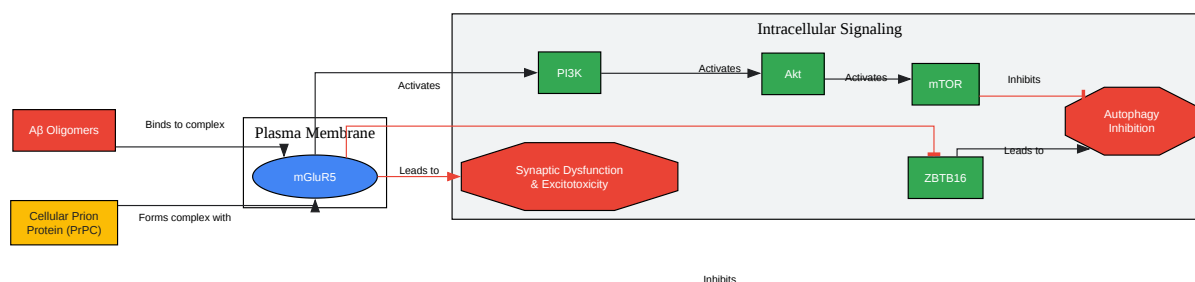 Intracellular Signaling
PI3K
Activates
Akt
Activates
mTOR
Inhibits
Activates
Autophagy
Inhibition
Aβ Oligomers
Binds to complex
Plasma Membrane
mGluR5
Leads to
Synaptic Dysfunction
& Excitotoxicity
Leads to
ZBTB16
Cellular Prion
Protein (PrPC)
Forms complex with
Inhibits